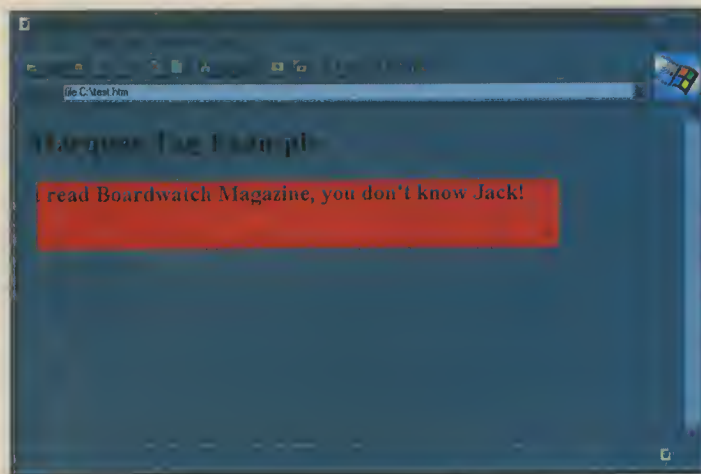 file C:\test.htm
Marquee Tag Example
t read Boardwatch Magazine, you don't know Jack!